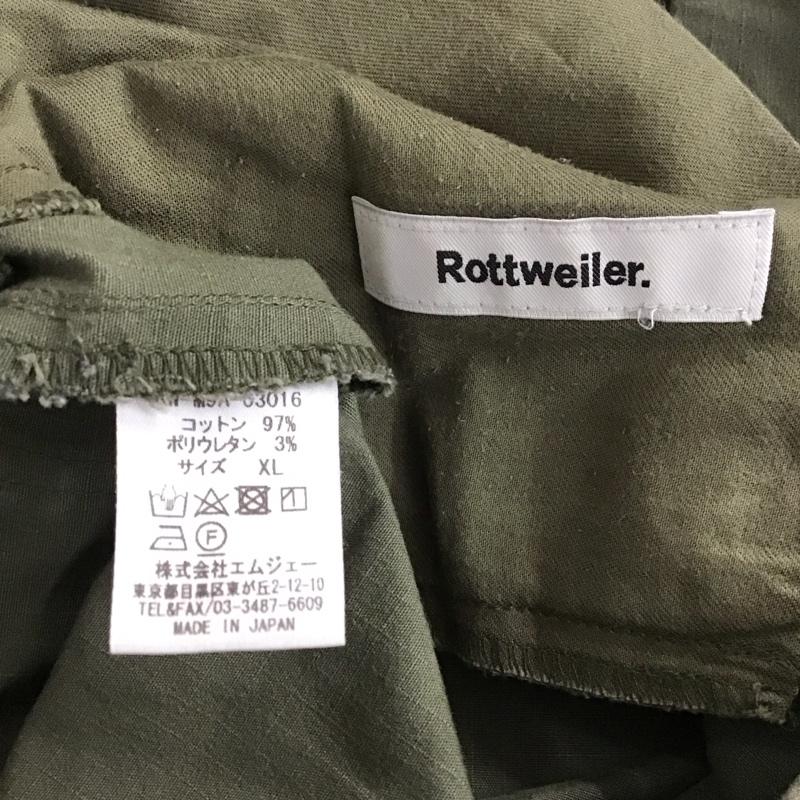 Rottweiler.
03016
コットン 97%
ポリウレタン 3%
サイズ XL
F
株式会社エムジェー
東京都目黒区東が丘2-12-10
TEL&FAX/03-3487-6609
MADE IN JAPAN